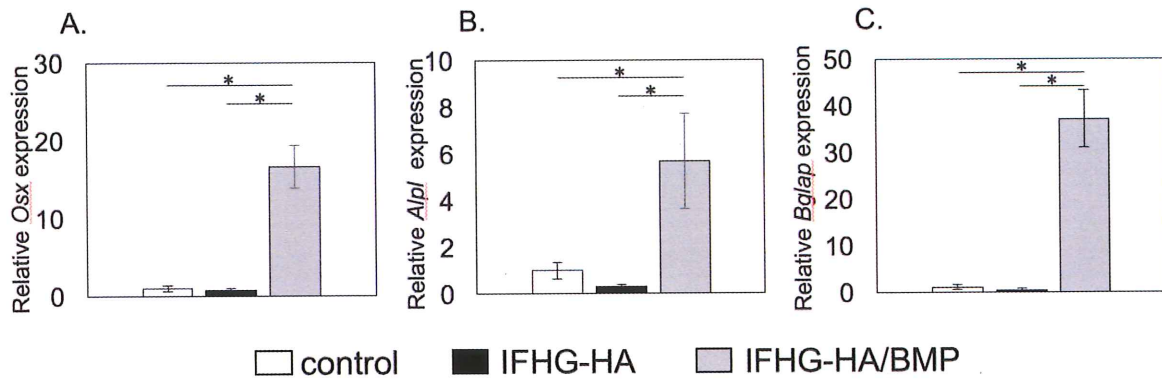 A.
Relative Osx expression
30
20
10
0
*
*
B.
Relative Alpl expression
10
8
6
4
2
0
*
*
C.
Relative Bglap expression
50
40
30
20
10
0
*
*
control
IFHG-HA
IFHG-HA/BMP